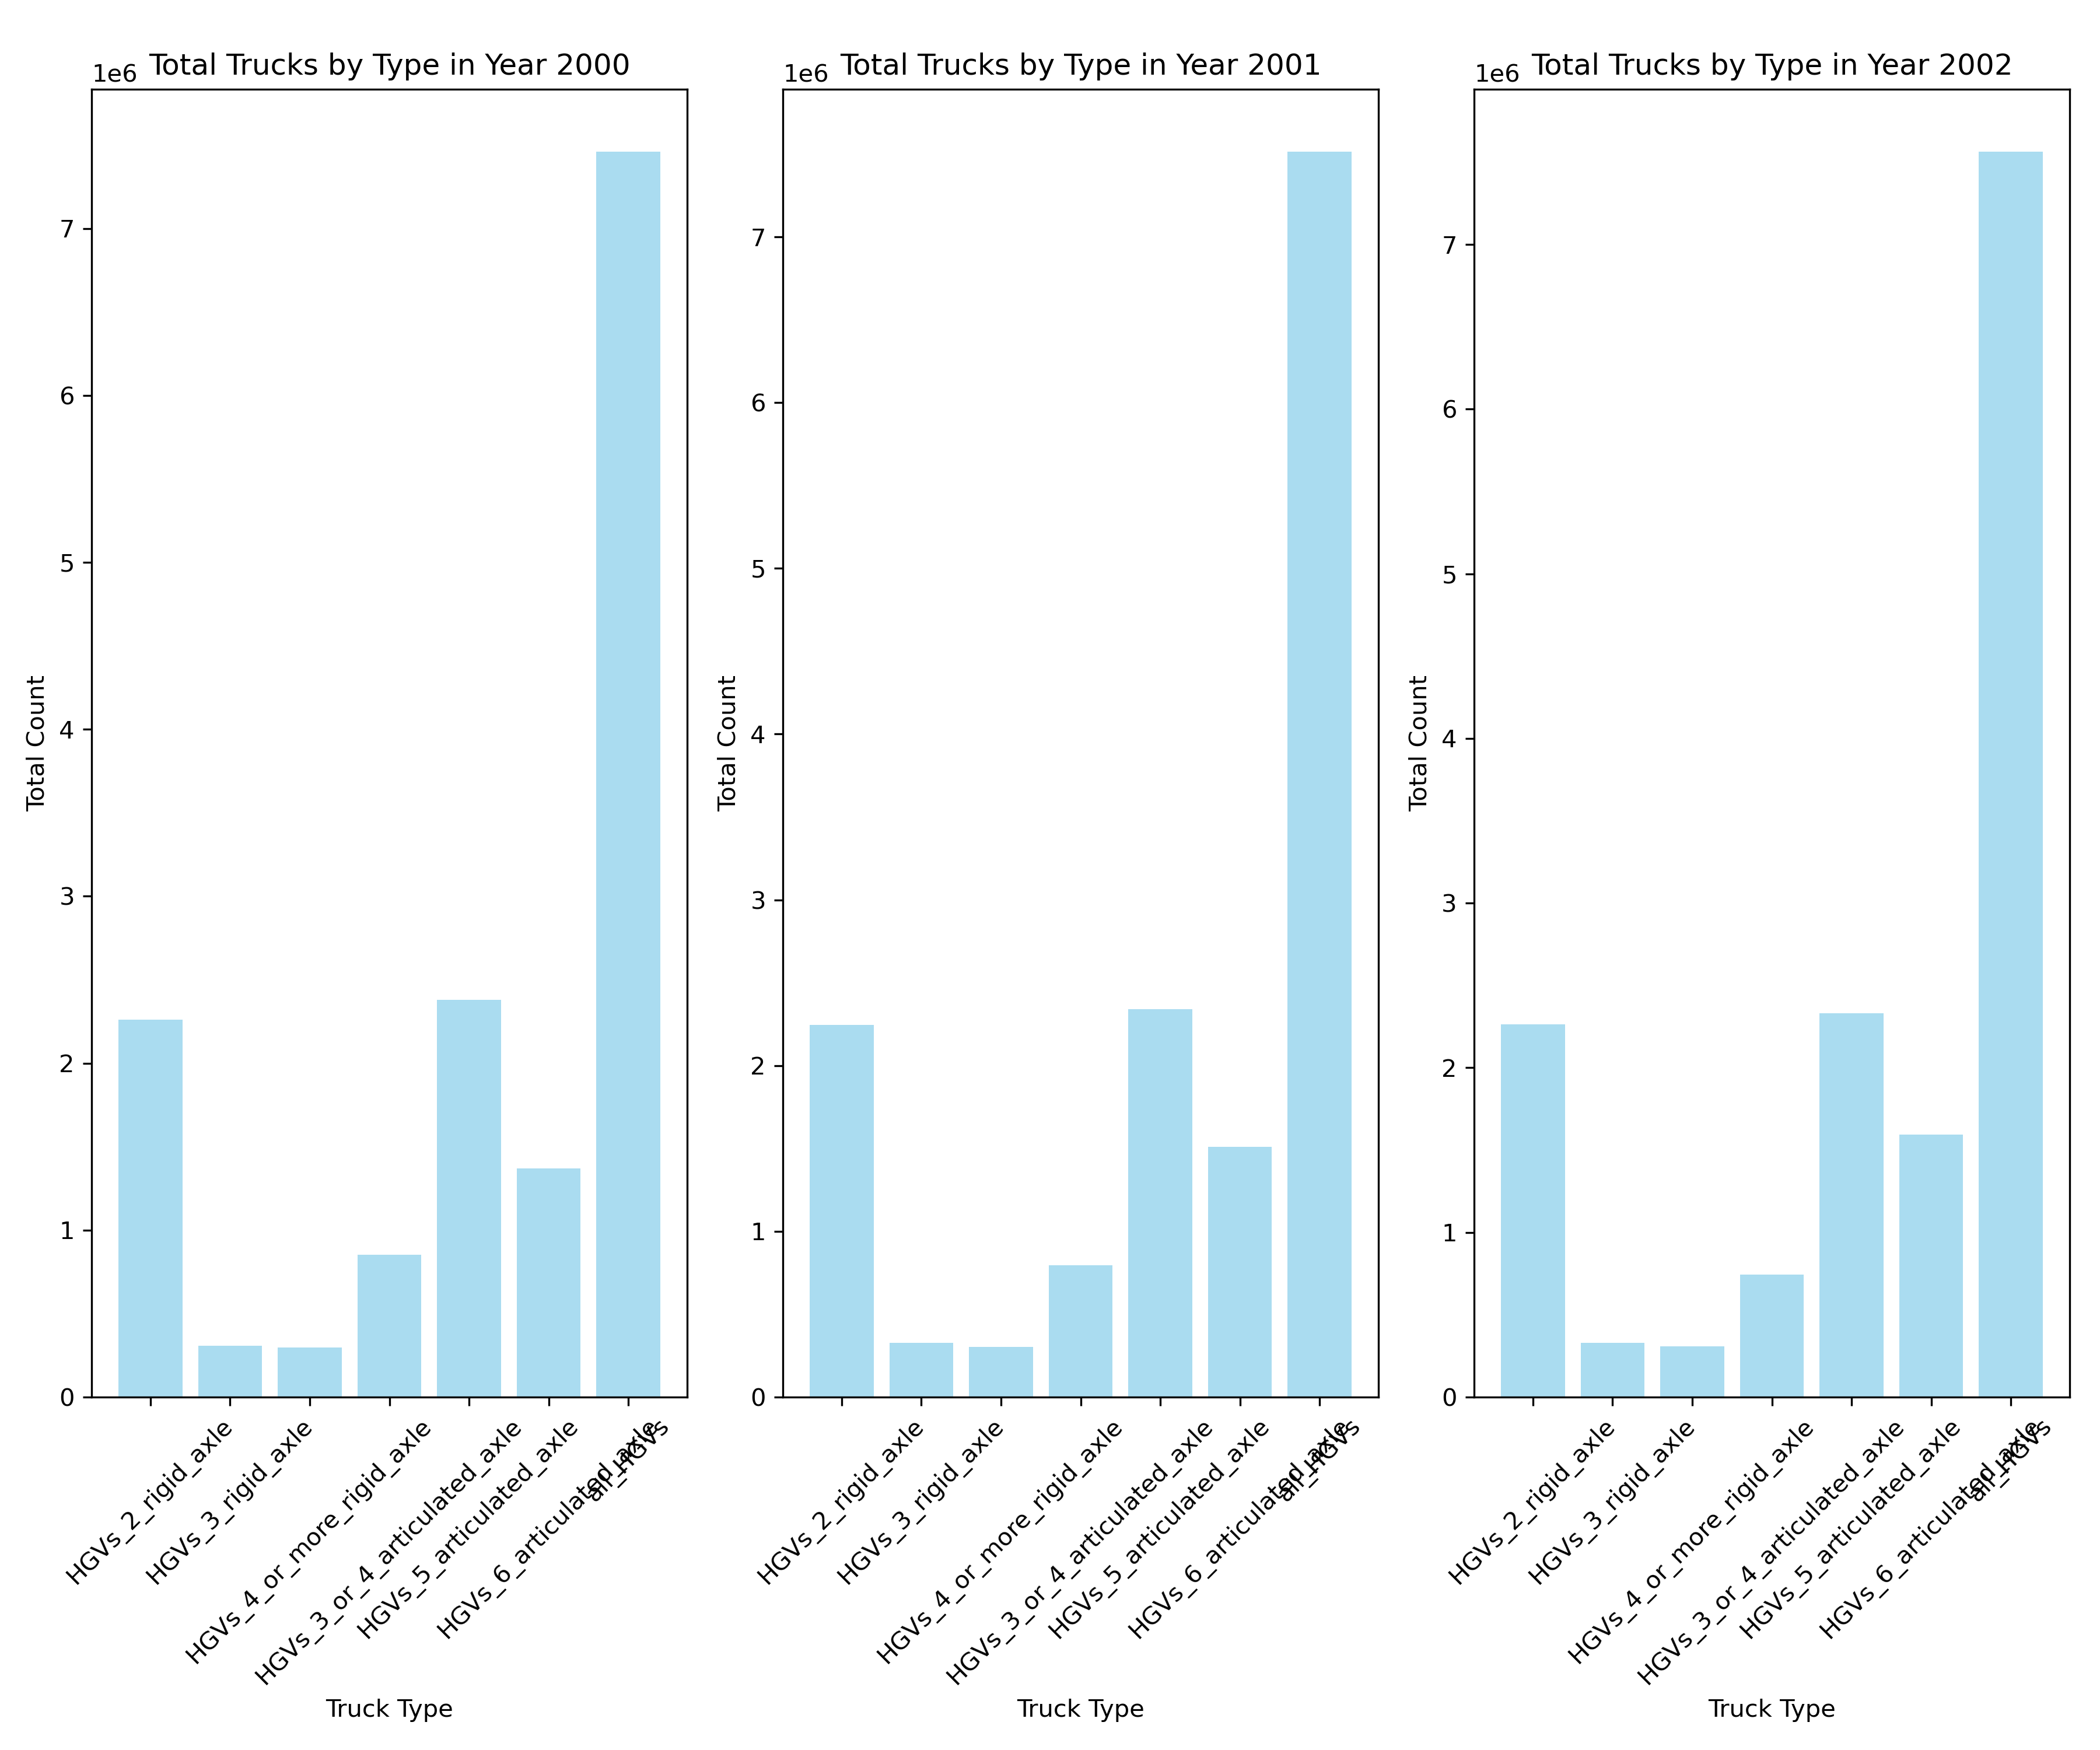 Total Trucks by Type in Year 2000
1e6
7
6
5
4
3
2
1
0
Total Count
HGVs_2_rigid_axle
HGVs_3_rigid_axle
HGVs_4_or_more_rigid_axle
HGVs_3_or_4_articulated_axle
HGVs_5_articulated_axle
HGVs_6_articulated_axle
all_HGVs
Truck Type
Total Trucks by Type in Year 2001
1e6
7
6
5
4
3
2
1
0
Total Count
HGVs_2_rigid_axle
HGVs_3_rigid_axle
HGVs_4_or_more_rigid_axle
HGVs_3_or_4_articulated_axle
HGVs_5_articulated_axle
HGVs_6_articulated_axle
all_HGVs
Truck Type
Total Trucks by Type in Year 2002
1e6
7
6
5
4
3
2
1
0
Total Count
HGVs_2_rigid_axle
HGVs_3_rigid_axle
HGVs_4_or_more_rigid_axle
HGVs_3_or_4_articulated_axle
HGVs_5_articulated_axle
HGVs_6_articulated_axle
all_HGVs
Truck Type